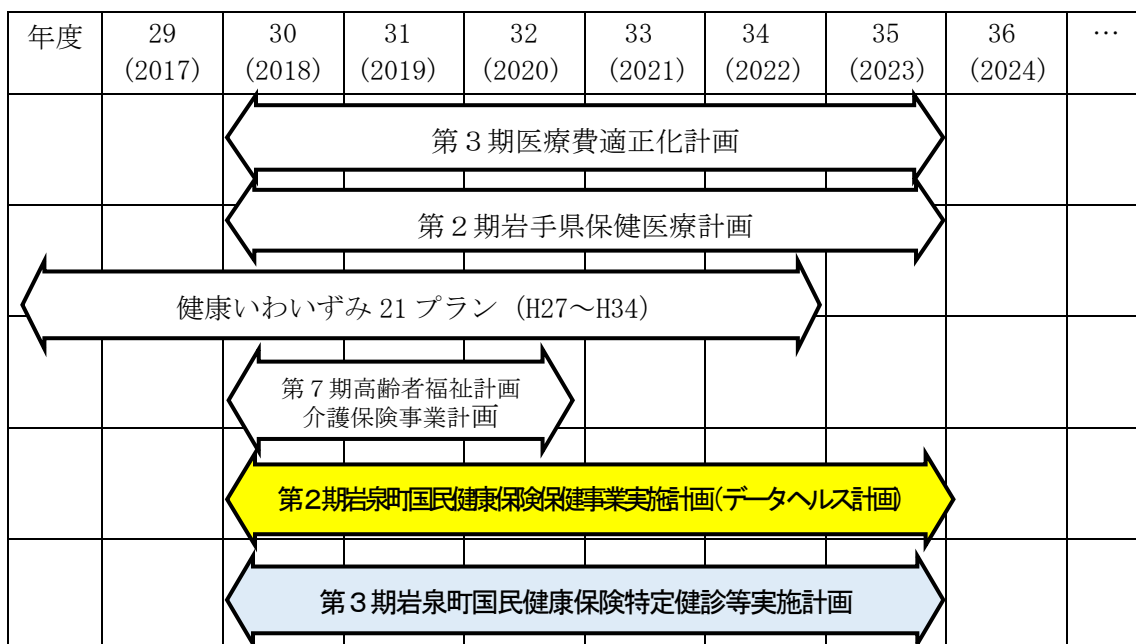 年度 29 30 31 32 33 34 35 36 …
(2017) (2018) (2019) (2020) (2021) (2022) (2023) (2024)
第3期医療費適正化計画
第2期岩手県保健医療計画
健康いわいずみ21プラン（H27～H34）
第7期高齢者福祉計画
介護保険事業計画
第2期岩泉町国民健康保険保健事業実施計画(データヘルス計画)
第3期岩泉町国民健康保険特定健診等実施計画